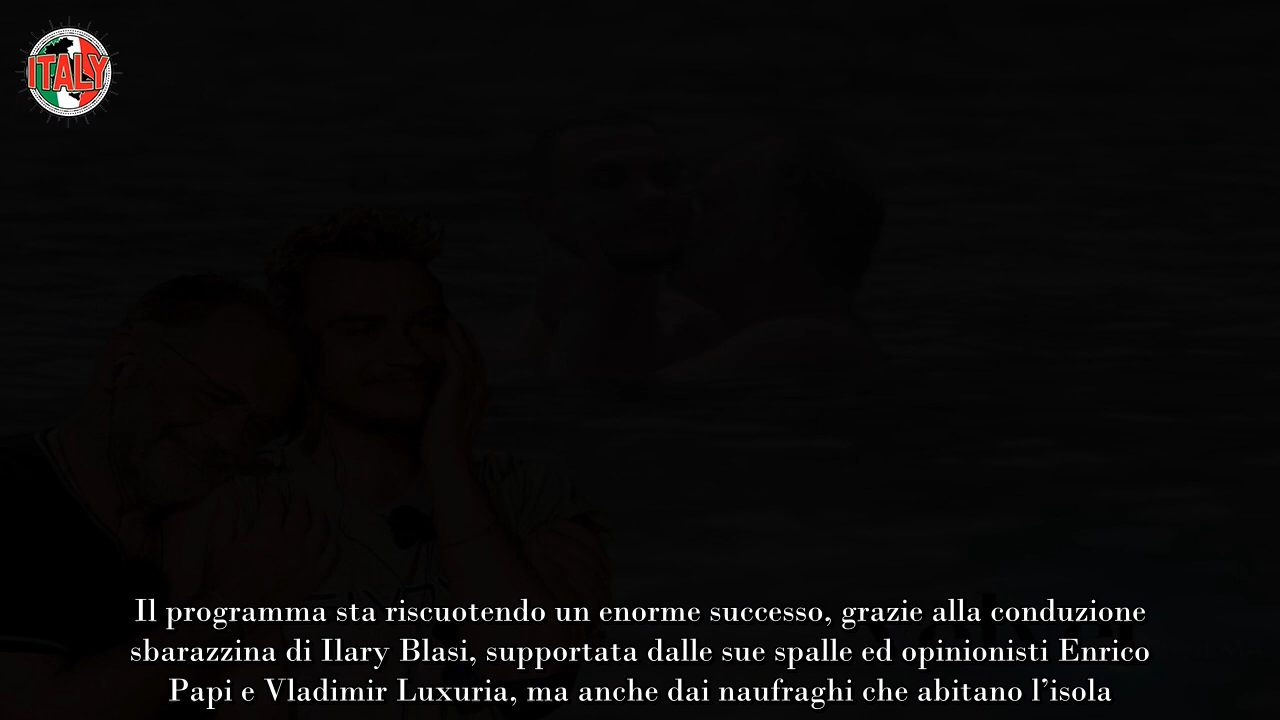 ITALY
Il programma sta riscuotendo un enorme successo, grazie alla conduzione
sbarazzina di Ilary Blasi, supportata dalle sue spalle ed opinionisti Enrico
Papi e Vladimir Luxuria, ma anche dai naufraghi che abitano l’isola